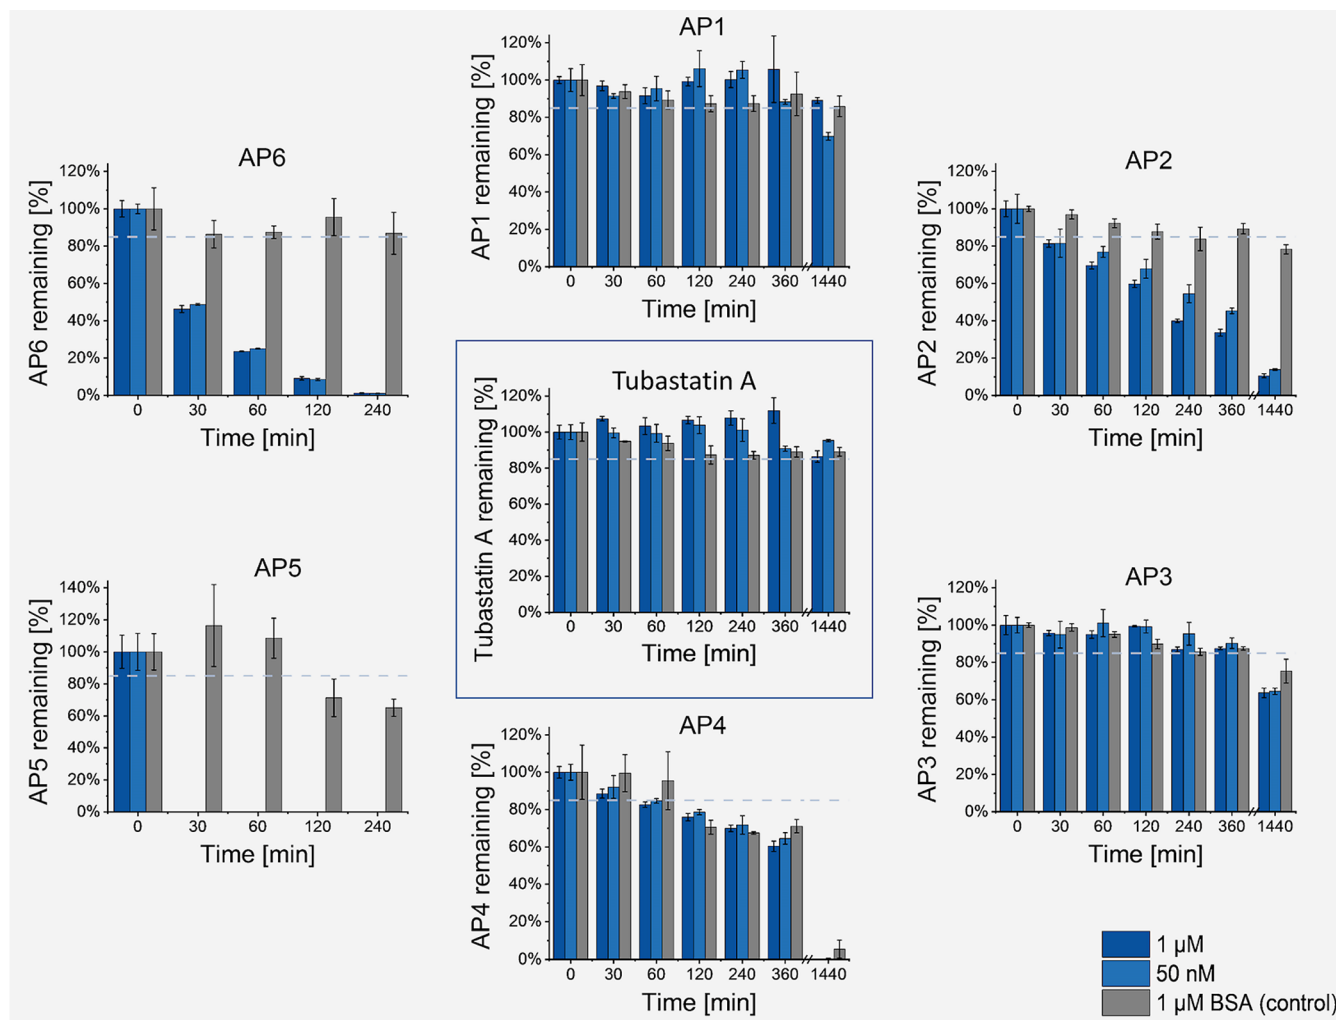 AP1
AP1 remaining [%]
120%
100%
80%
60%
40%
20%
0%
0 30 60 120 240 360 1440
Time [min]
AP6
AP6 remaining [%]
120%
100%
80%
60%
40%
20%
0%
0 30 60 120 240
Time [min]
AP2
AP2 remaining [%]
120%
100%
80%
60%
40%
20%
0%
0 30 60 120 240 360 1440
Time [min]
Tubastatin A
Tubastatin A remaining [%]
120%
100%
80%
60%
40%
20%
0%
0 30 60 120 240 360 1440
Time [min]
AP5
AP5 remaining [%]
140%
120%
100%
80%
60%
40%
20%
0%
0 30 60 120 240
Time [min]
AP3
AP3 remaining [%]
120%
100%
80%
60%
40%
20%
0%
0 30 60 120 240 360 1440
Time [min]
AP4
AP4 remaining [%]
120%
100%
80%
60%
40%
20%
0%
0 30 60 120 240 360 1440
Time [min]
1 µM
50 nM
1 µM BSA (control)